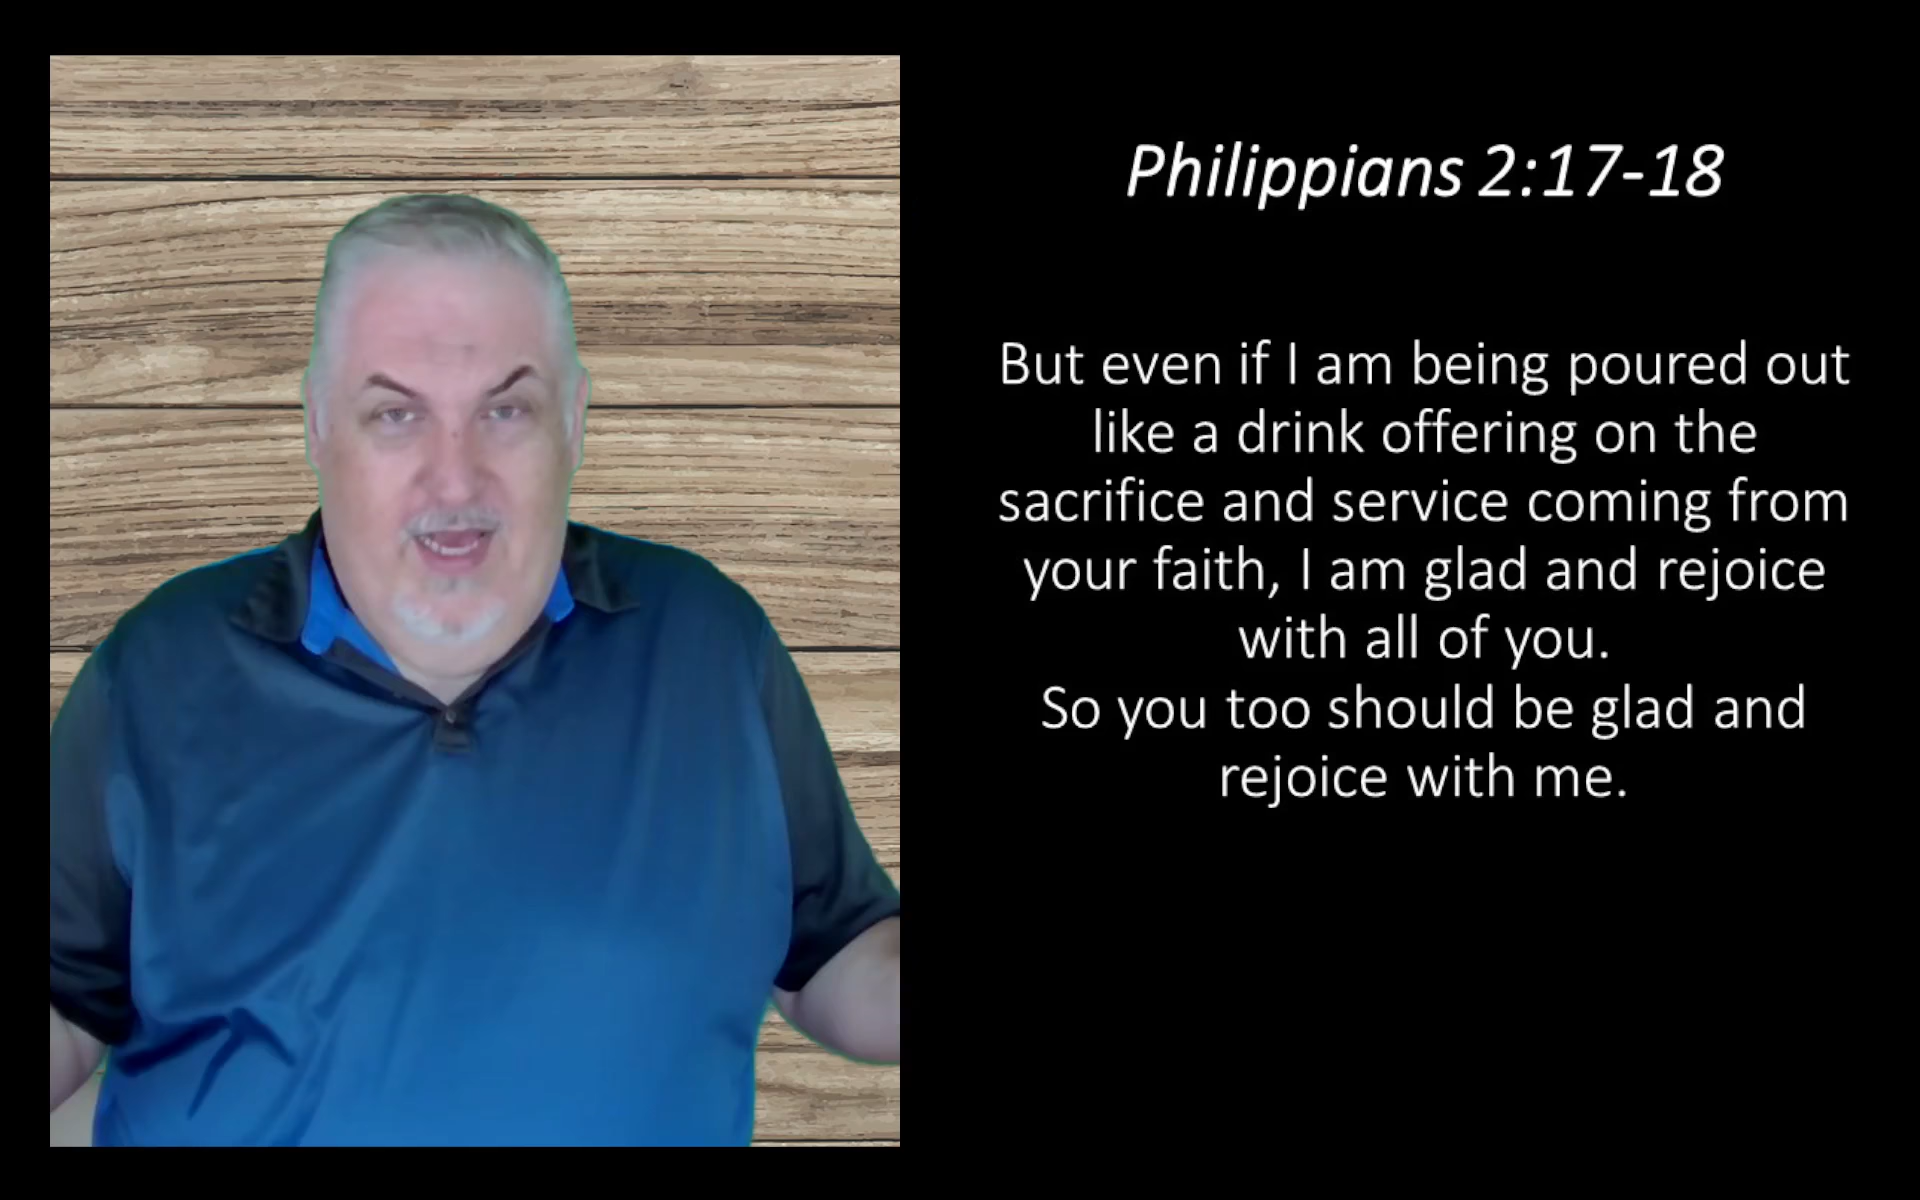 Philippians 2:17-18
But even if I am being poured out
like a drink offering on the
sacrifice and service coming from
your faith, I am glad and rejoice
with all of you.
So you too should be glad and
rejoice with me.